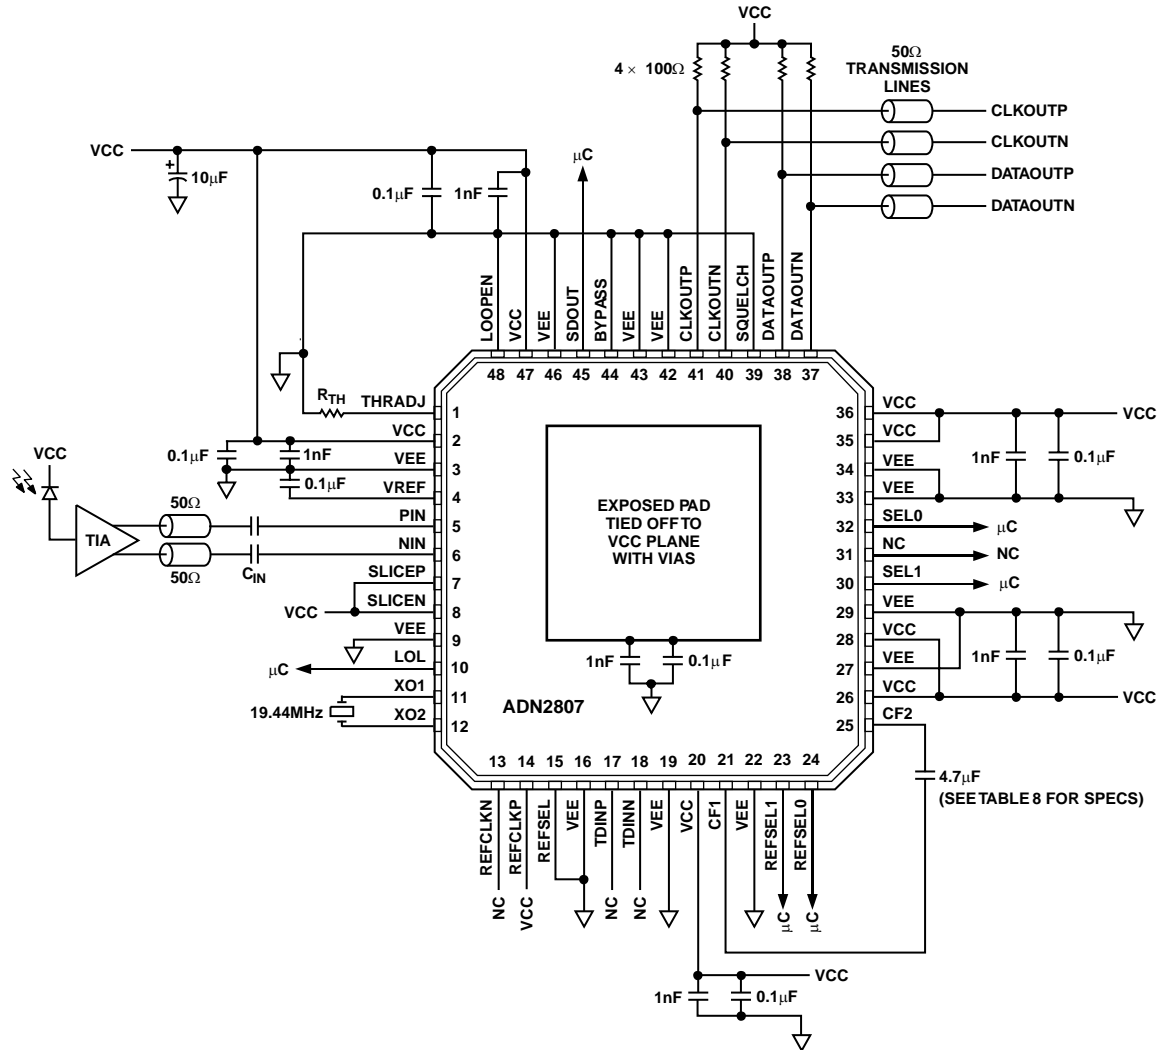 VCC
4 × 100Ω
50Ω
TRANSMISSION
LINES
CLKOUTP
CLKOUTN
DATAOUTP
DATAOUTN
VCC
+
10μF
0.1μF
1nF
μC
LOOPEN
VCC
VEE
SDOUT
BYPASS
VEE
VEE
CLKOUTP
CLKOUTN
SQUELCH
DATAOUTP
DATAOUTN
48
47
46
45
44
43
42
41
40
39
38
37
RTH
THRADJ
1
VCC
2
0.1μF
1nF
VEE
3
0.1μF
VREF
4
VCC
TIA
50Ω
PIN
5
50Ω
CIN
NIN
6
SLICEP
7
VCC
SLICEN
8
VEE
9
μC
LOL
10
XO1
11
19.44MHz
XO2
12
EXPOSED PAD
TIED OFF TO
VCC PLANE
WITH VIAS
1nF
0.1μF
ADN2807
36
VCC
VCC
35
VCC
1nF
0.1μF
34
VEE
33
VEE
32
SEL0
μC
31
NC
NC
30
SEL1
μC
29
VEE
28
VCC
1nF
0.1μF
27
VEE
26
VCC
VCC
25
CF2
4.7μF
(SEE TABLE 8 FOR SPECS)
13
14
15
16
17
18
19
20
21
22
23
24
REFCLKN
REFCLKP
REFSEL
VEE
TDINP
TDINN
VEE
VCC
CF1
VEE
REFSEL1
REFSEL0
NC
VCC
NC
NC
μC
μC
VCC
1nF
0.1μF